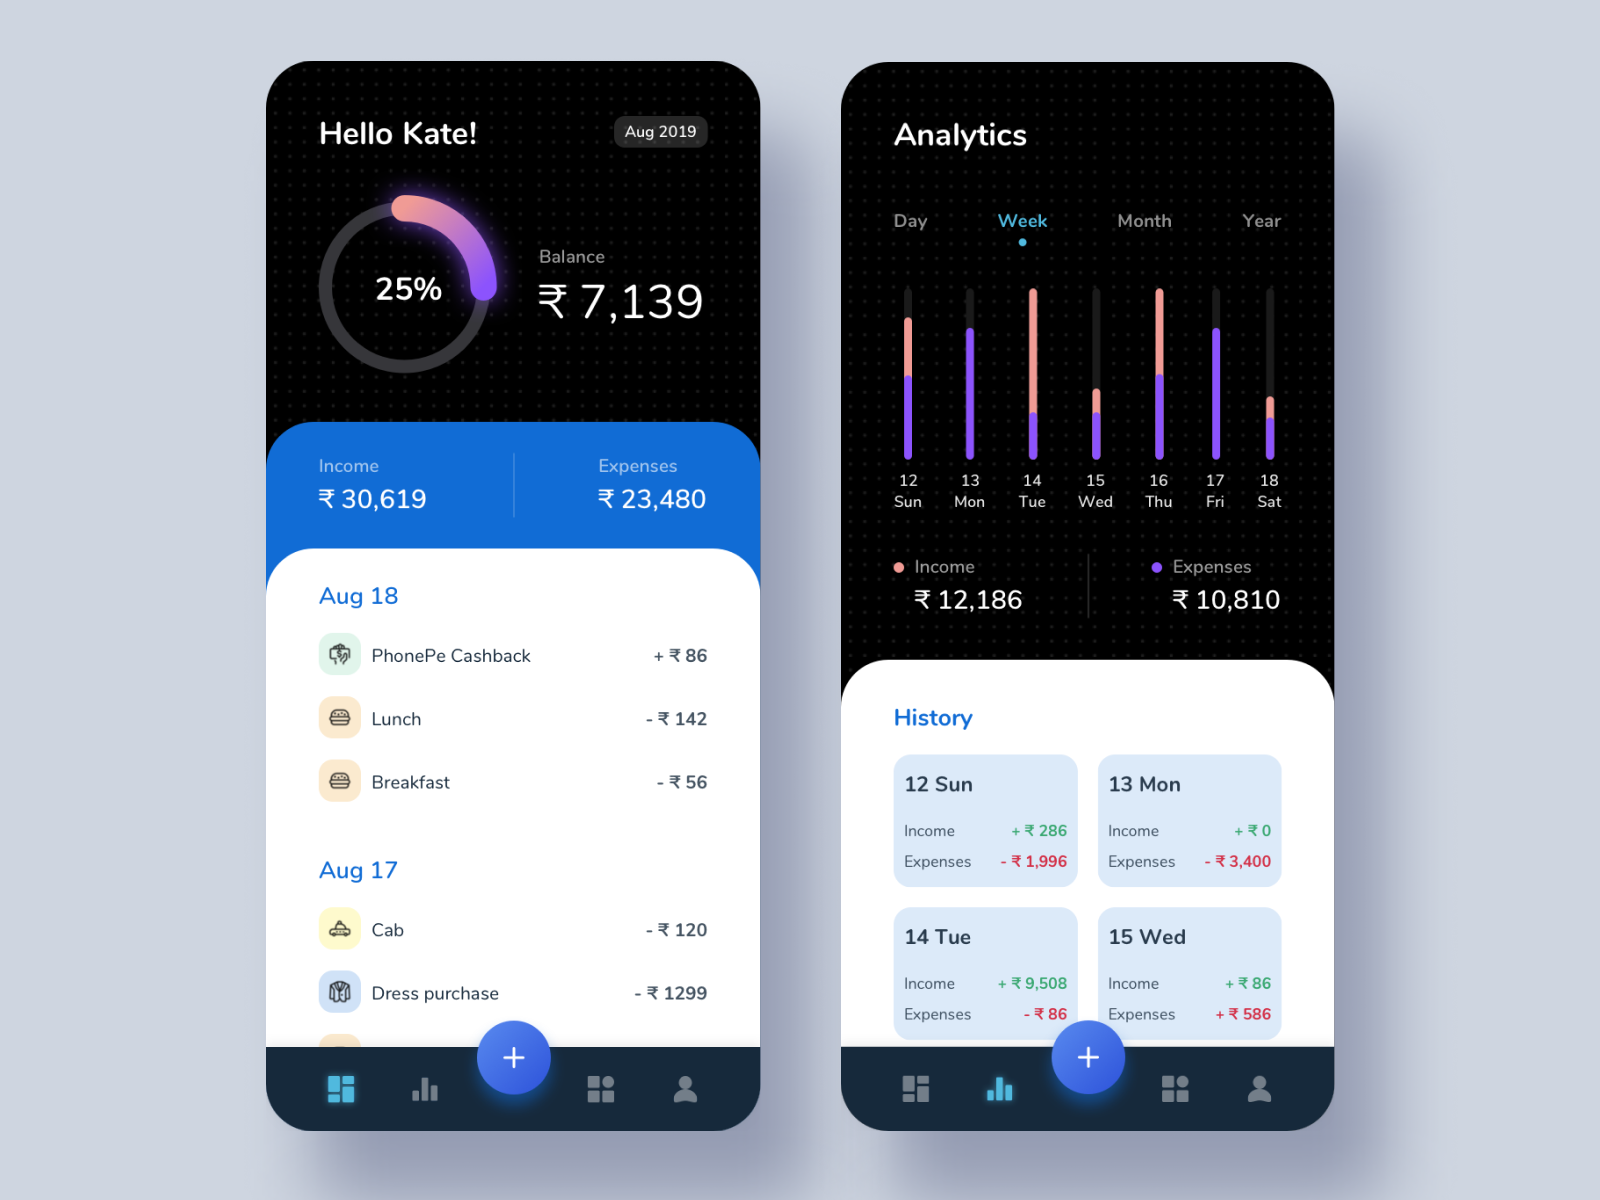 Hello Kate!
Aug 2019
25%
Balance
₹ 7,139
Income
₹ 30,619
Expenses
₹ 23,480
Aug 18
PhonePe Cashback + ₹ 86
Lunch - ₹ 142
Breakfast - ₹ 56
Aug 17
Cab - ₹ 120
Dress purchase - ₹ 1299
Analytics
Day Week Month Year
12 13 14 15 16 17 18
Sun Mon Tue Wed Thu Fri Sat
Income
₹ 12,186
Expenses
₹ 10,810
History
12 Sun
Income + ₹ 286
Expenses - ₹ 1,996
13 Mon
Income + ₹ 0
Expenses - ₹ 3,400
14 Tue
Income + ₹ 9,508
Expenses - ₹ 86
15 Wed
Income + ₹ 86
Expenses + ₹ 586